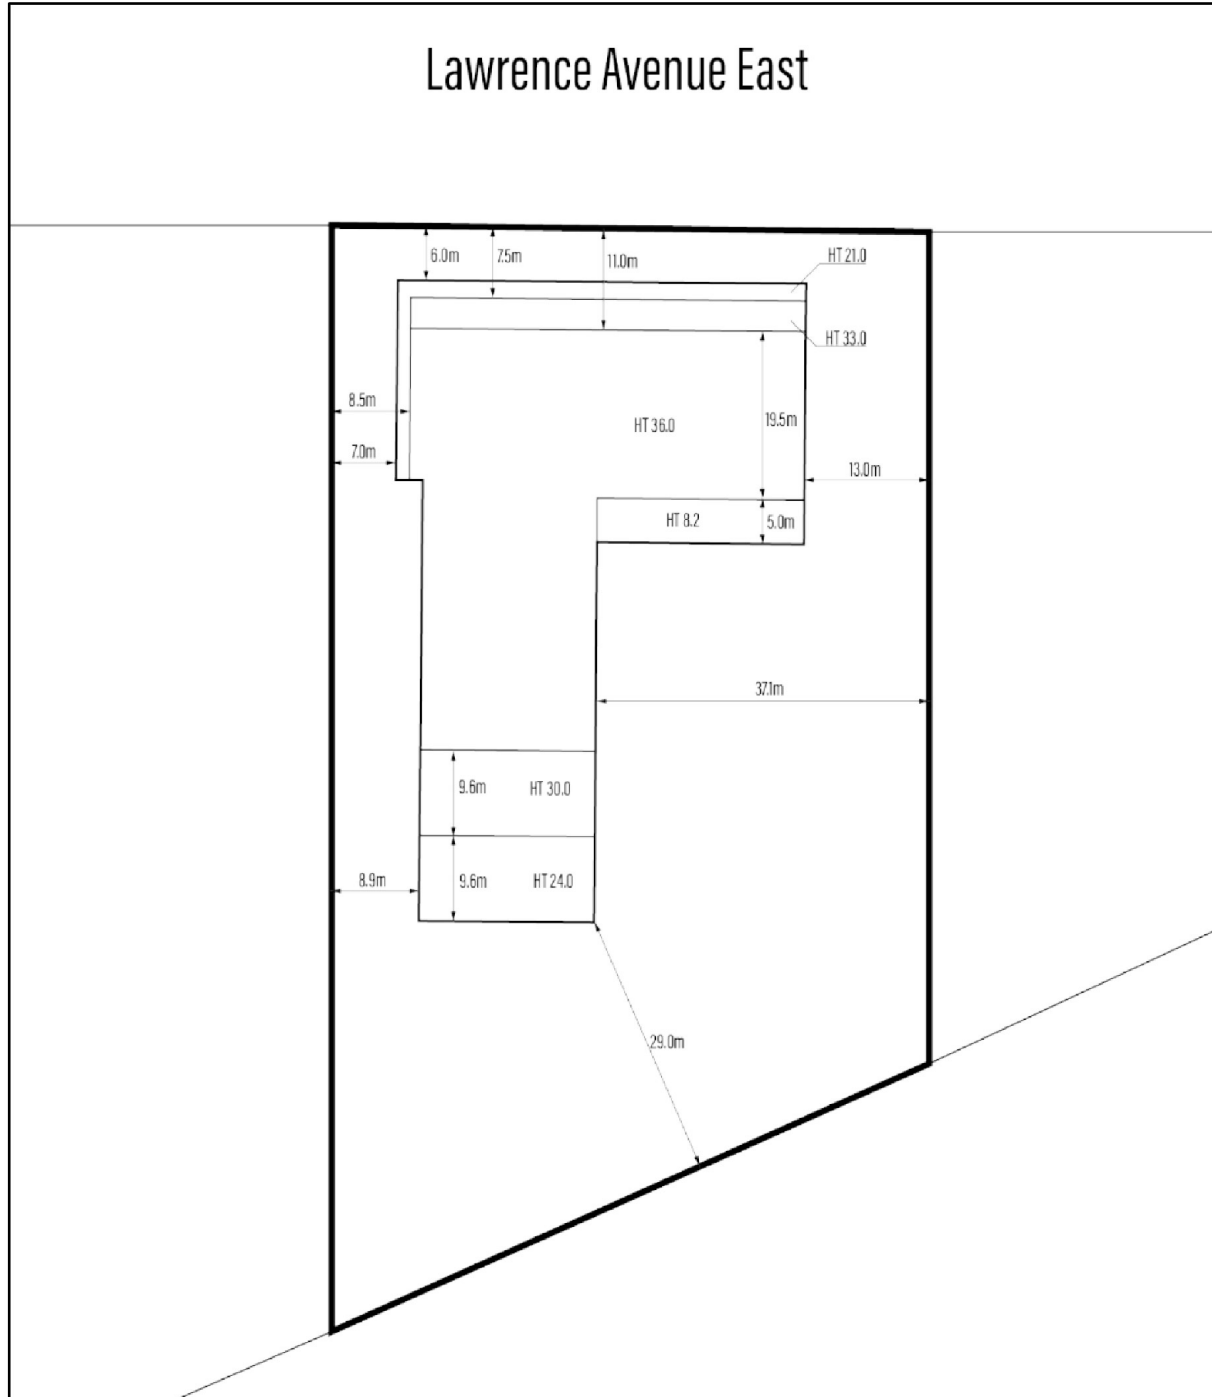 Lawrence Avenue East
6.0m
7.5m
11.0m
HT 21.0
HT 33.0
8.5m
HT 36.0
19.5m
7.0m
13.0m
HT 8.2
5.0m
37.1m
9.6m
HT 30.0
8.9m
9.6m
HT 24.0
29.0m